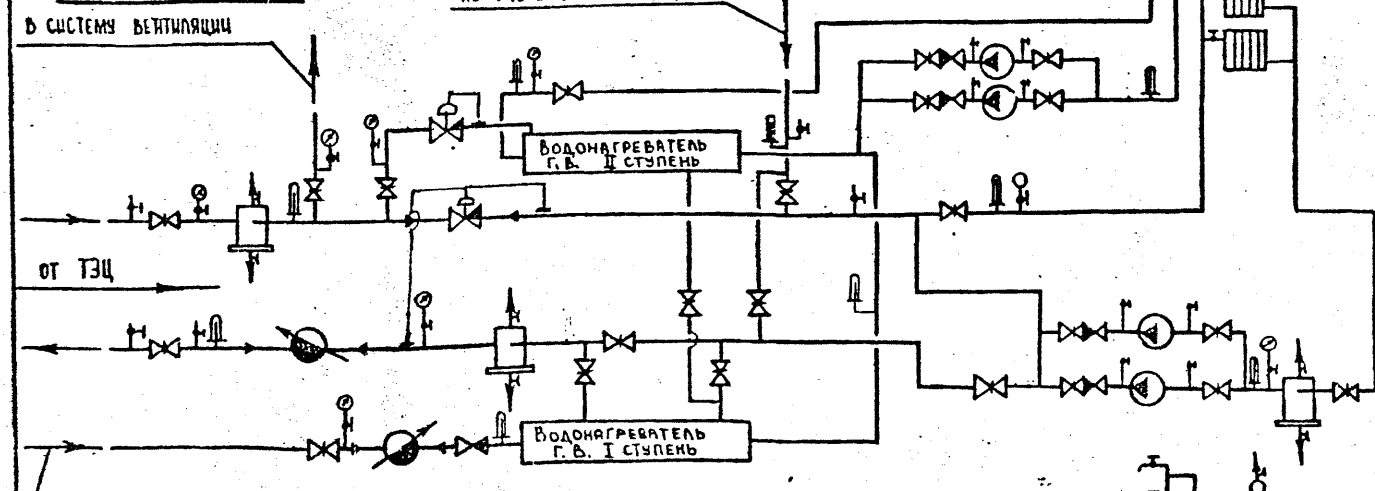 В СИСТЕМУ ВЕНТИЛЯЦИИ
ВОДОНАГРЕВАТЕЛЬ
Г. В. II СТУПЕНЬ
ОТ ТЭЦ
ВОДОНАГРЕВАТЕЛЬ
Г. В. I СТУПЕНЬ